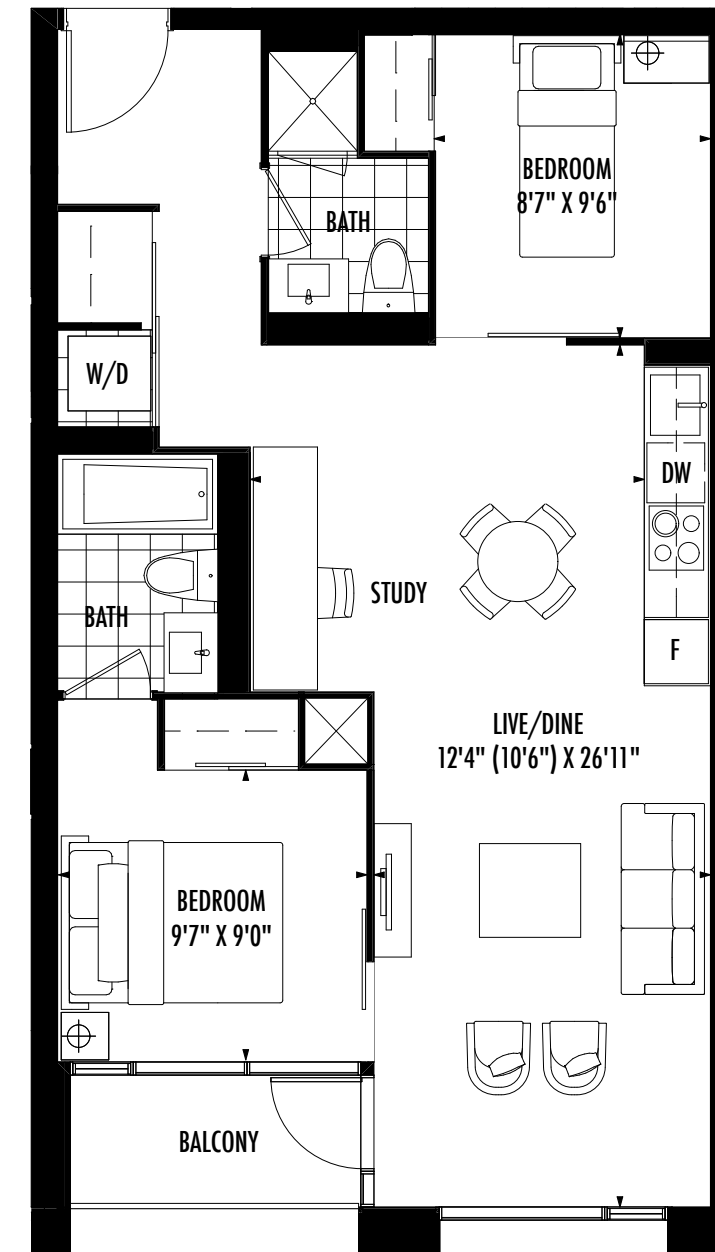 BEDROOM
8'7" X 9'6"
BATH
W/D
DW
STUDY
BATH
F
LIVE/DINE
12'4" (10'6") X 26'11"
BEDROOM
9'7" X 9'0"
BALCONY